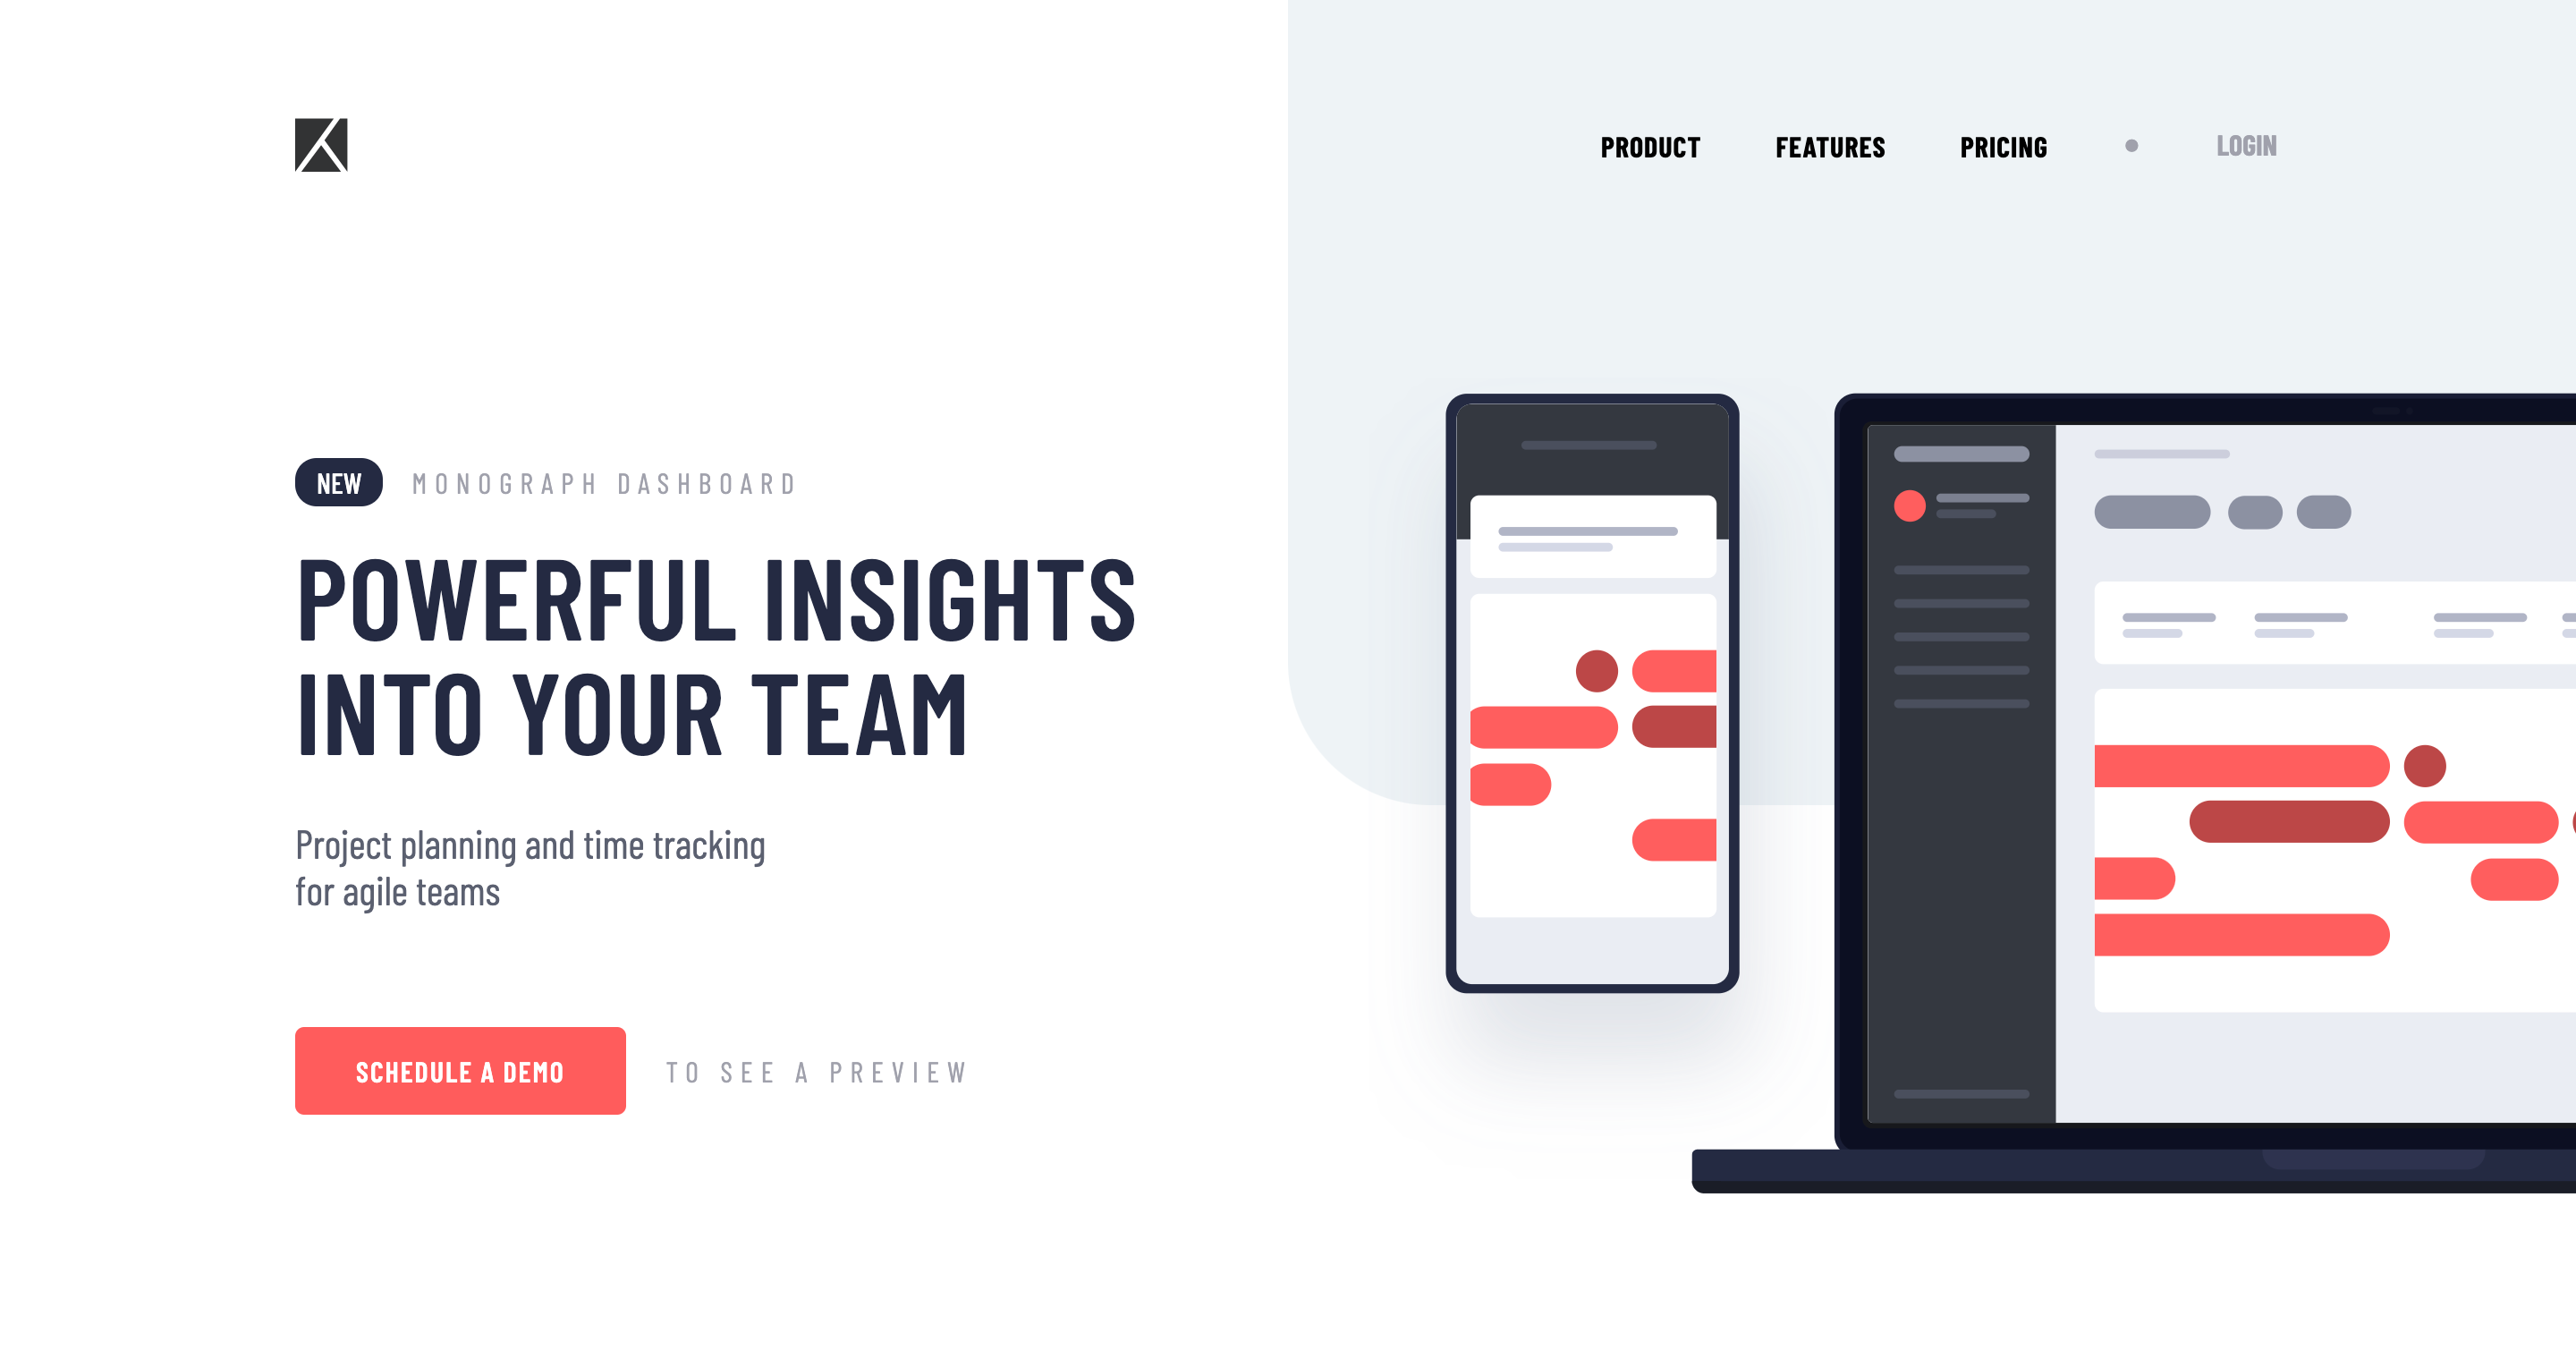 PRODUCT FEATURES PRICING LOGIN
NEW MONOGRAPH DASHBOARD
POWERFUL INSIGHTS
INTO YOUR TEAM
Project planning and time tracking
for agile teams
SCHEDULE A DEMO TO SEE A PREVIEW